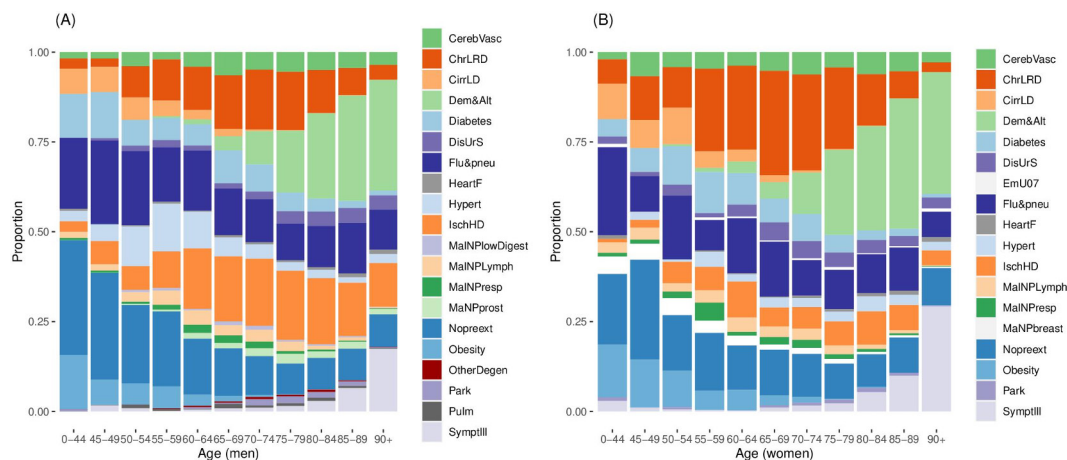 (A)
1.00
0.75
0.50
0.25
0.00
Proportion
0−44 45−49 50−54 55−59 60−64 65−69 70−74 75−79 80−84 85−89 90+
Age (men)
CerebVasc
ChrLRD
CirrLD
Dem&Alt
Diabetes
DisUrS
Flu&pneu
HeartF
Hypert
IschHD
MalNPlowDigest
MalNPLymph
MalNPresp
MaNPprost
Nopreext
Obesity
OtherDegen
Park
Pulm
SymptIll
(B)
1.00
0.75
0.50
0.25
0.00
Proportion
0−44 45−49 50−54 55−59 60−64 65−69 70−74 75−79 80−84 85−89 90+
Age (women)
CerebVasc
ChrLRD
CirrLD
Dem&Alt
Diabetes
DisUrS
EmU07
Flu&pneu
HeartF
Hypert
IschHD
MalNPLymph
MalNPresp
MaNPbreast
Nopreext
Obesity
Park
SymptIll